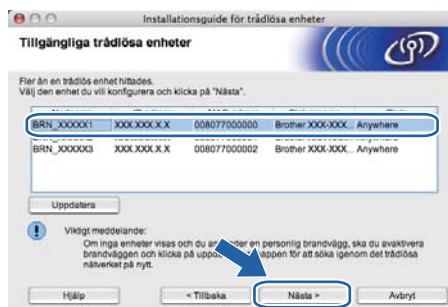 Installationsguide för trådlösa enheter
Tillgängliga trådlösa enheter
Fler än en trådlös enhet hittades.
Välj den enhet du vill konfigurera och klicka på "Nästa".
BRN_XXXXX1 XXX.XXX.X.X 008077000000 Brother XXX-XXX... Anywhere
BRN_XXXXX3 XXX.XXX.X.X 008077000002 Brother XXX-XXX... Anywhere
Uppdatera
Viktigt meddelande:
Om inga enheter visas och du använder en personlig brandvägg, ska du avaktivera
brandväggen och klicka på uppdat knappen för att söka igenom det trådlösa
nätverket på nytt.
Hjälp < Tillbaka Nästa > Avbryt